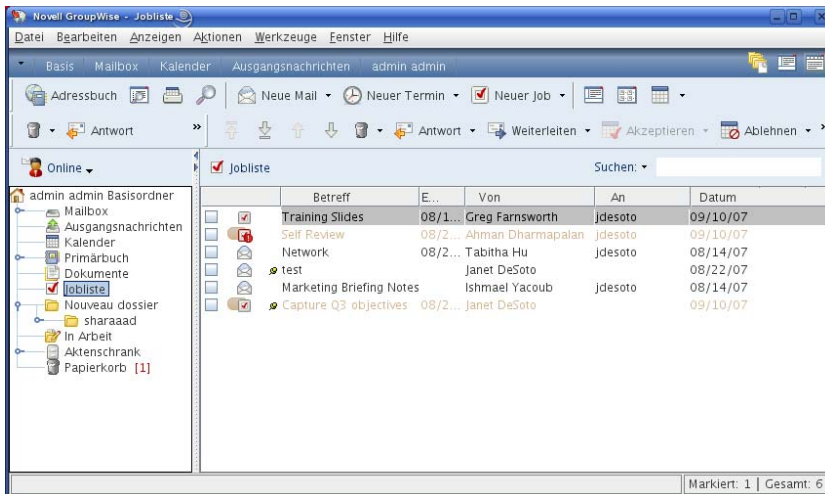 Novell GroupWise - Jobliste
Datei Bearbeiten Anzeigen Aktionen Werkzeuge Fenster Hilfe
Basis Mailbox Kalender Ausgangsnachrichten admin admin
Adressbuch Neue Mail Neuer Termin Neuer Job
Antwort » Antwort Weiterleiten Akzeptieren Ablehnen »
Online Jobliste Suchen:
admin admin Basisordner
Mailbox
Ausgangsnachrichten
Kalender
Primärbuch
Dokumente
Jobliste
Nouveau dossier
sharaaad
In Arbeit
Aktenschrank
Papierkorb [1]
Betreff E... Von An Datum
Training Slides 08/1... Greg Farnsworth jdesoto 09/10/07
Self Review 08/2... Ahman Dharmapalan jdesoto 09/10/07
Network 08/2... Tabitha Hu jdesoto 08/14/07
test Janet DeSoto 08/22/07
Marketing Briefing Notes Ishmael Yacoub jdesoto 08/14/07
Capture Q3 objectives 08/2... Janet DeSoto 09/10/07
Markiert: 1 Gesamt: 6